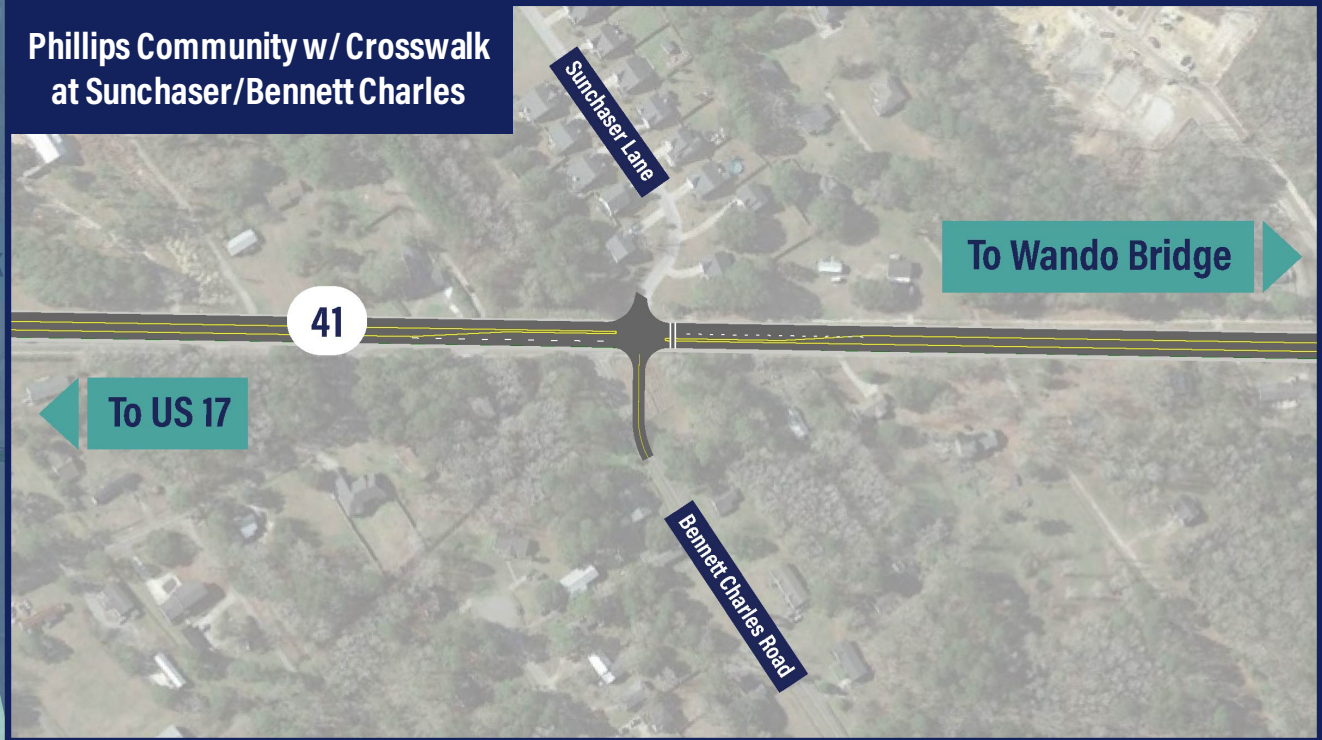 Phillips Community w/ Crosswalk
at Sunchaser/Bennett Charles
Sunchaser Lane
To Wando Bridge
41
To US 17
Bennett Charles Road